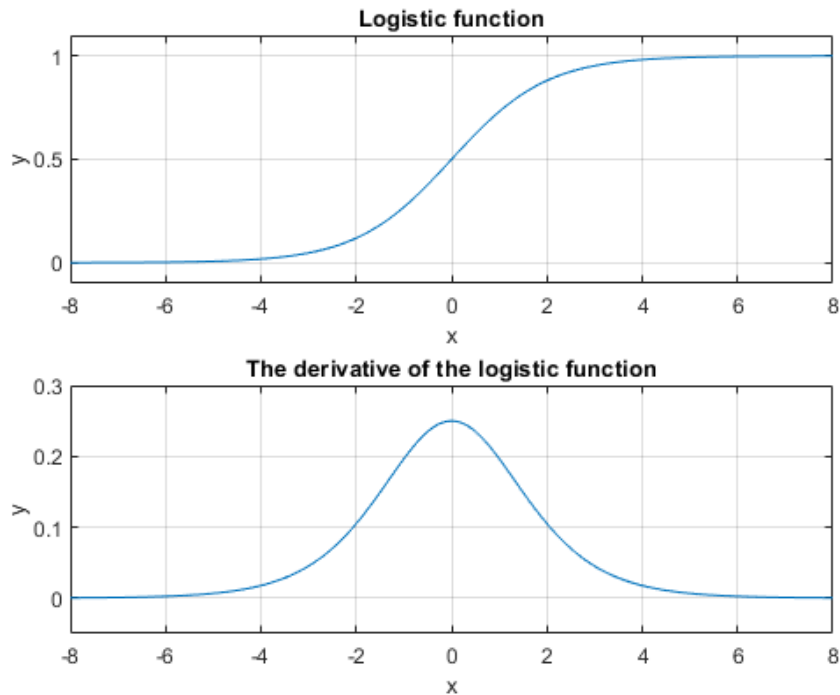 Logistic function
1
0.5
0
y
-8 -6 -4 -2 0 2 4 6 8
x
The derivative of the logistic function
0.3
0.2
0.1
0
y
-8 -6 -4 -2 0 2 4 6 8
x